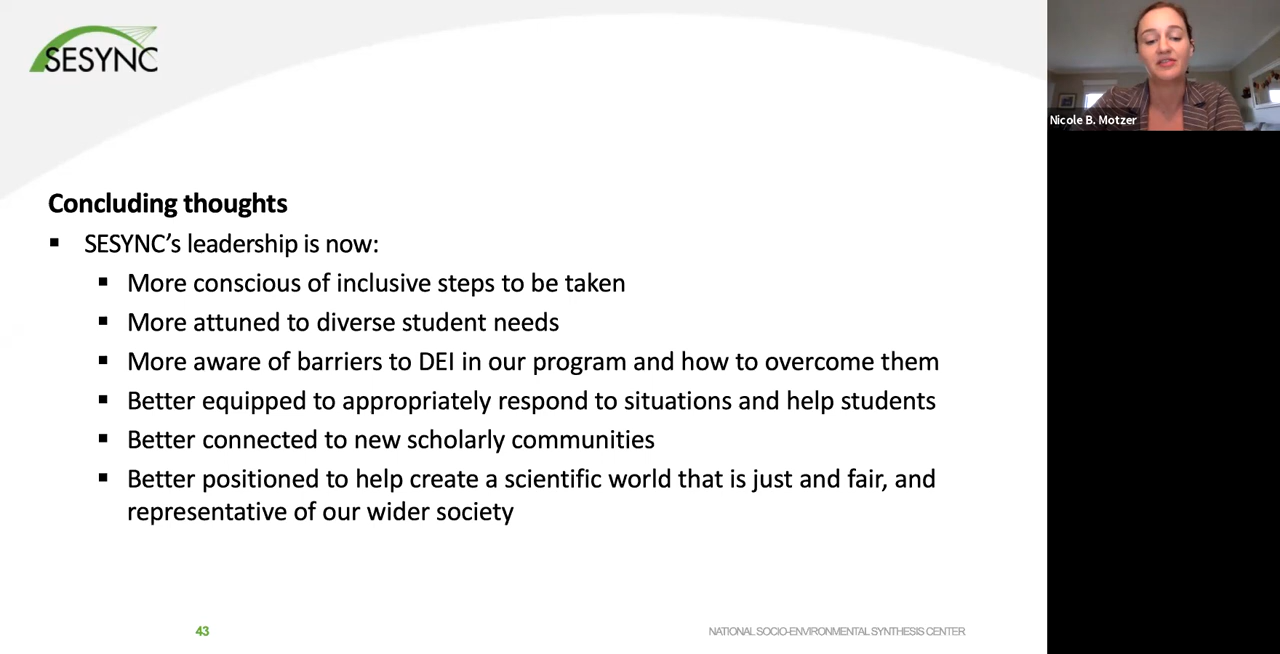 SESYNC
Nicole B. Motzer
Concluding thoughts
▪ SESYNC’s leadership is now:
▪ More conscious of inclusive steps to be taken
▪ More attuned to diverse student needs
▪ More aware of barriers to DEI in our program and how to overcome them
▪ Better equipped to appropriately respond to situations and help students
▪ Better connected to new scholarly communities
▪ Better positioned to help create a scientific world that is just and fair, and
representative of our wider society
43
NATIONAL SOCIO-ENVIRONMENTAL SYNTHESIS CENTER